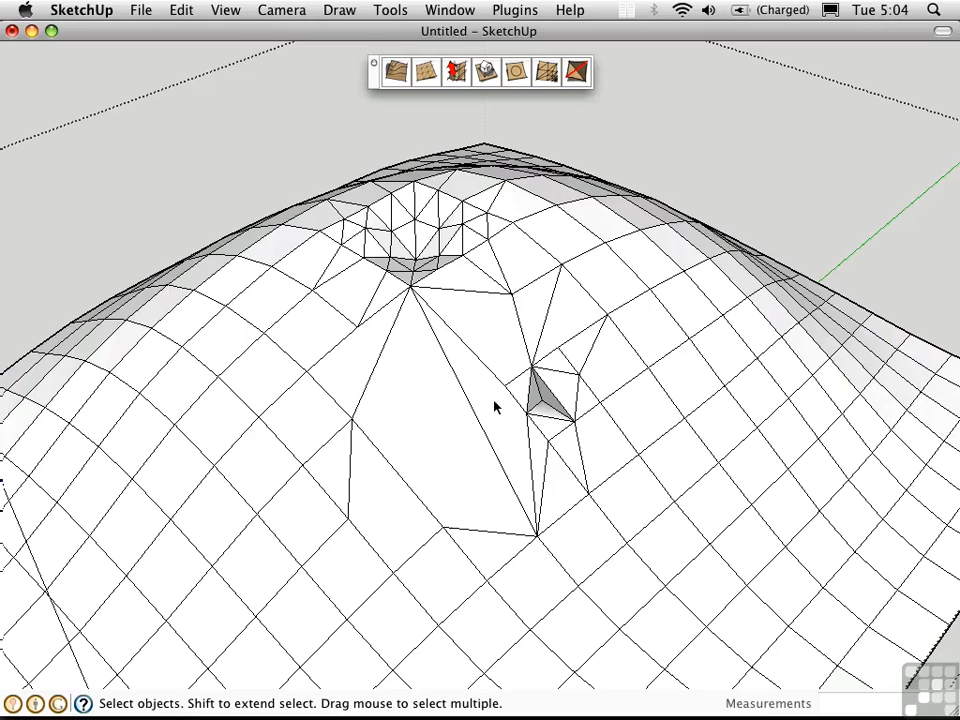 SketchUp File Edit View Camera Draw Tools Window Plugins Help (Charged) Tue 5:04
Untitled – SketchUp
Select objects. Shift to extend select. Drag mouse to select multiple. Measurements